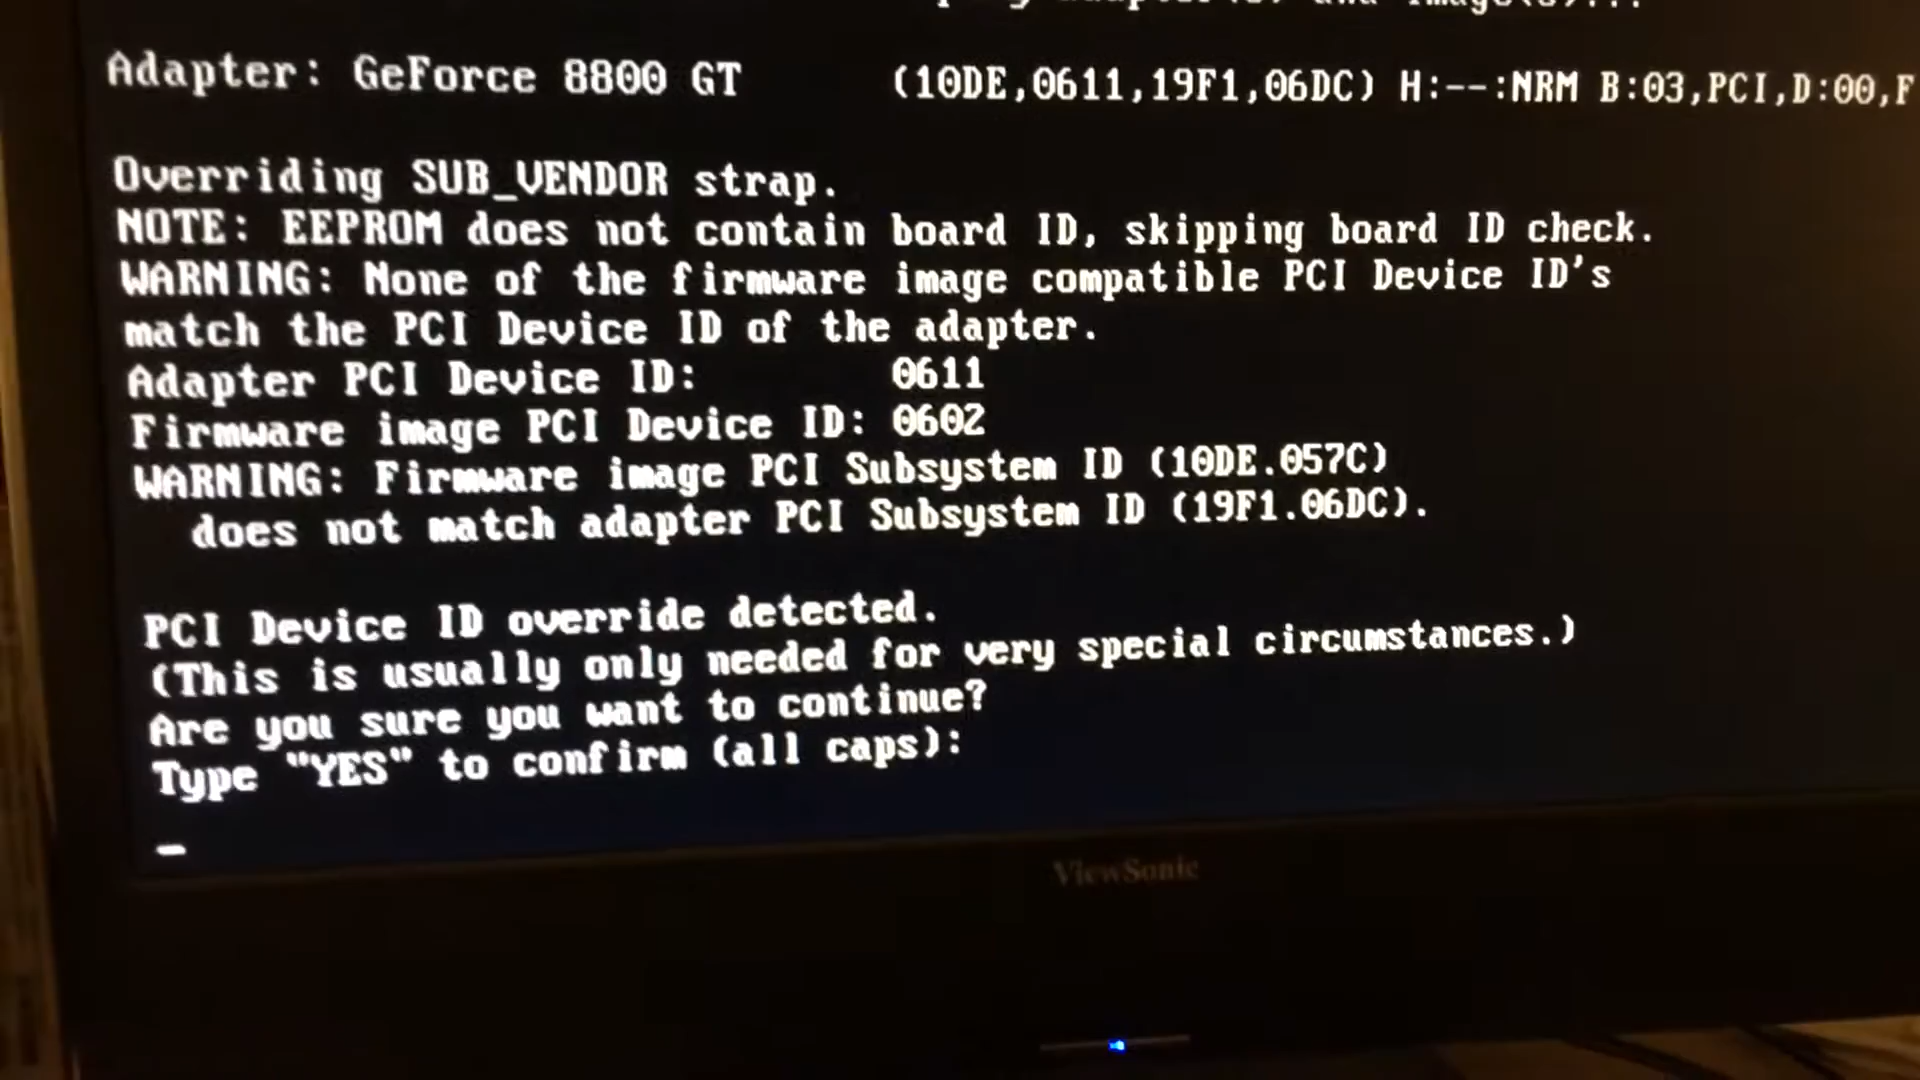 Adapter: GeForce 8800 GT (10DE,0611,19F1,06DC) H:--:NRM B:03,PCI,D:00,F
Overriding SUB_VENDOR strap.
NOTE: EEPROM does not contain board ID, skipping board ID check.
WARNING: None of the firmware image compatible PCI Device ID's
match the PCI Device ID of the adapter.
Adapter PCI Device ID: 0611
Firmware image PCI Device ID: 0602
WARNING: Firmware image PCI Subsystem ID (10DE.057C)
does not match adapter PCI Subsystem ID (19F1.06DC).
PCI Device ID override detected.
(This is usually only needed for very special circumstances.)
Are you sure you want to continue?
Type "YES" to confirm (all caps):
_
ViewSonic